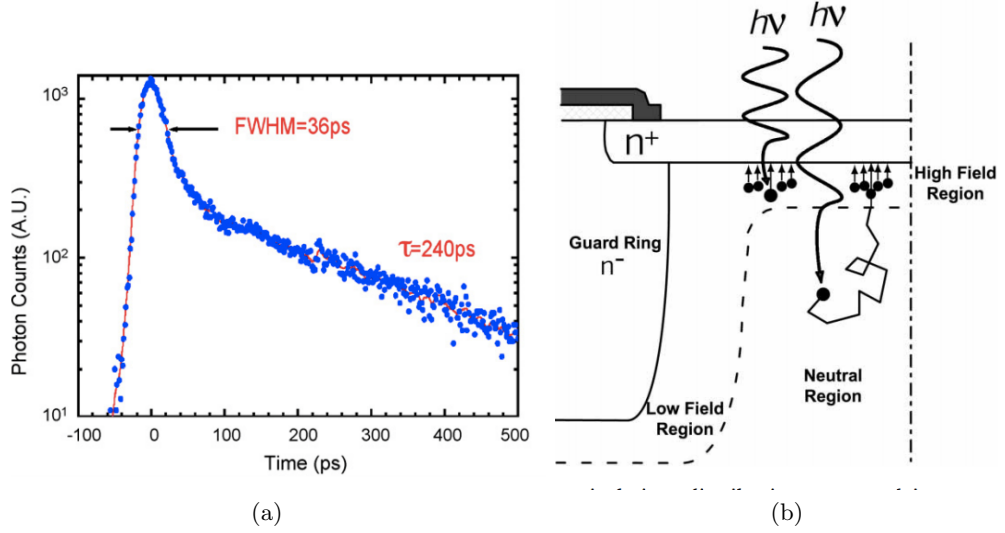 10³
10²
10¹
Photon Counts (A.U.)
FWHM=36ps
τ=240ps
-100 0 100 200 300 400 500
Time (ps)
(a)
hν hν
n⁺
High Field
Region
Guard Ring
n⁻
Low Field
Region
Neutral
Region
(b)